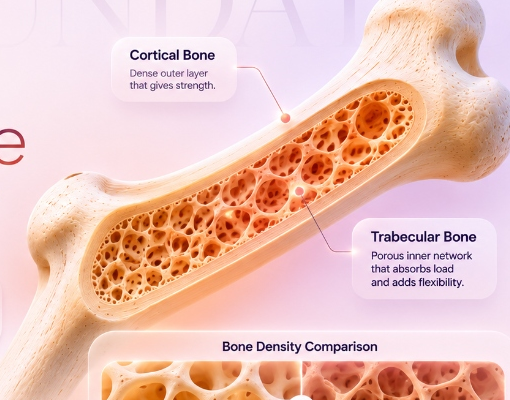 Cortical Bone
Dense outer layer
that gives strength.
Trabecular Bone
Porous inner network
that absorbs load
and adds flexibility.
Bone Density Comparison